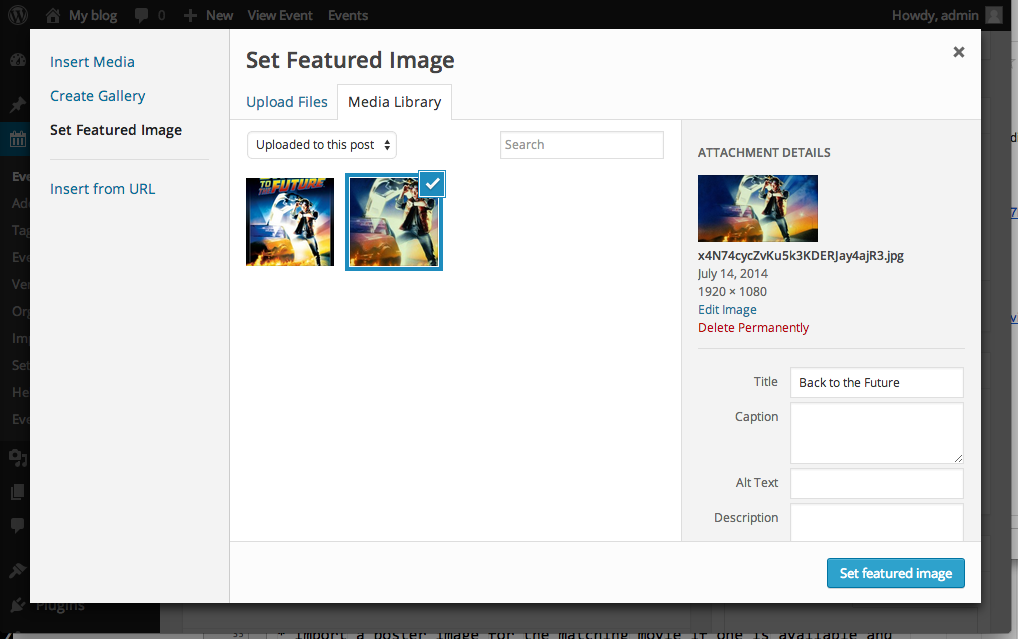 My blog 0 New View Event Events Howdy, admin
Insert Media
Create Gallery
Set Featured Image
Insert from URL
Set Featured Image
Upload Files Media Library
Uploaded to this post Search
TO
THE FUTURE
ATTACHMENT DETAILS
x4N74cycZvKu5k3KDERJay4ajR3.jpg
July 14, 2014
1920 × 1080
Edit Image
Delete Permanently
Title Back to the Future
Caption
Alt Text
Description
Set featured image
Plugins
* import a poster image for the matching movie if one is available and